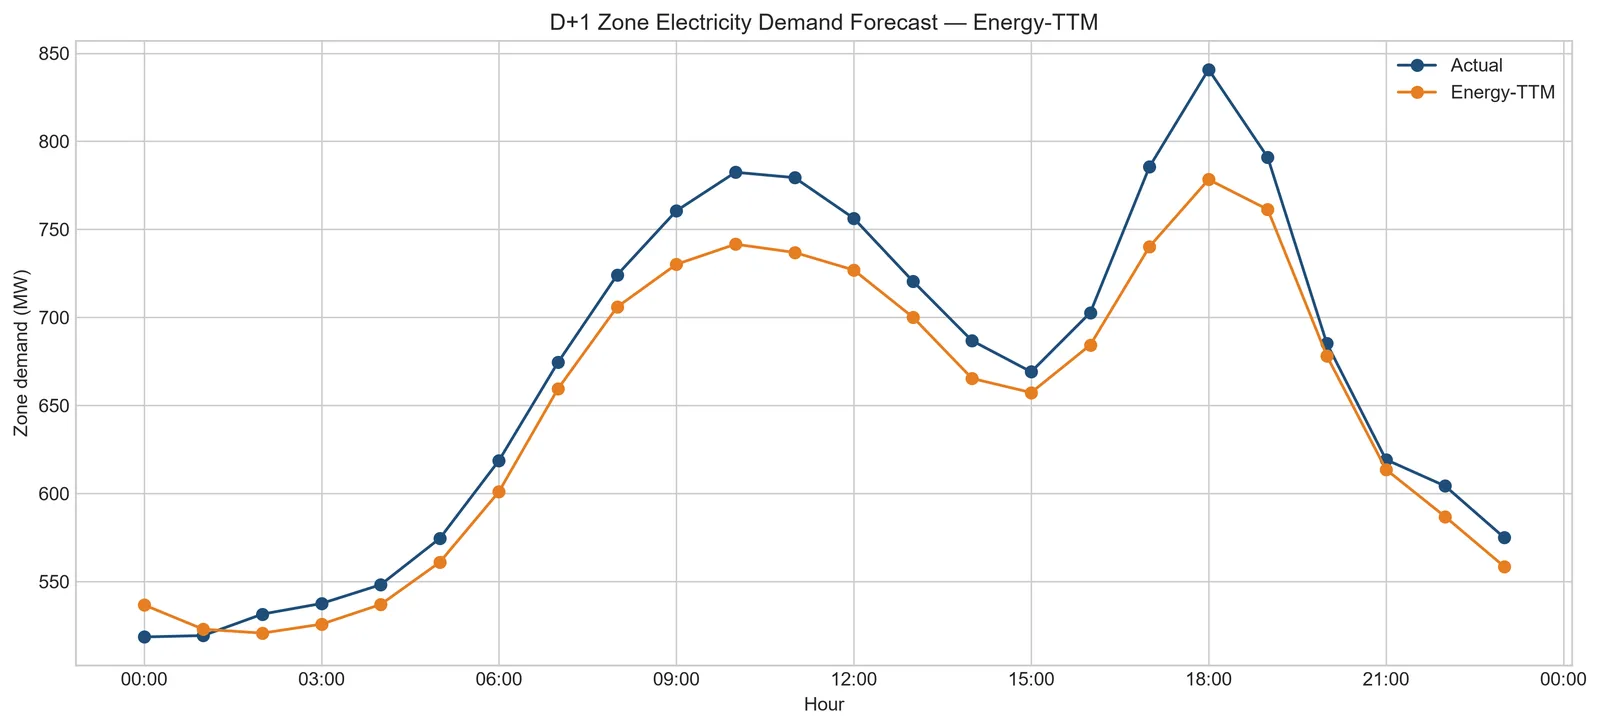 D+1 Zone Electricity Demand Forecast — Energy-TTM
Actual
Energy-TTM
Zone demand (MW)
850
800
750
700
650
600
550
00:00 03:00 06:00 09:00 12:00 15:00 18:00 21:00 00:00
Hour